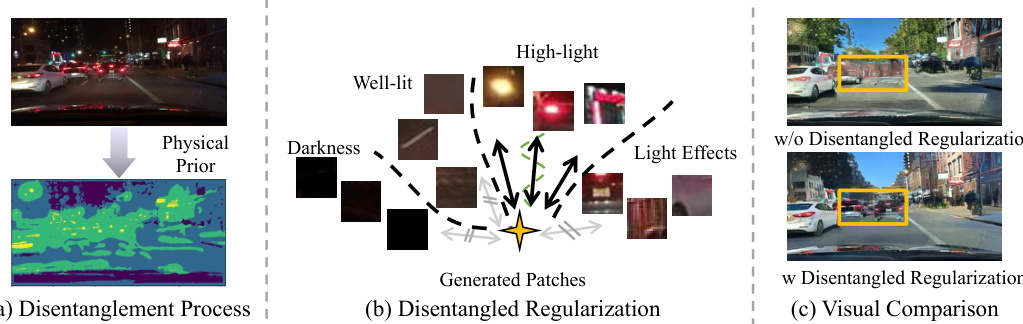 Physical
Prior
a) Disentanglement Process
High-light
Well-lit
Darkness
Light Effects
Generated Patches
(b) Disentangled Regularization
w/o Disentangled Regularizatio
w Disentangled Regularization
(c) Visual Comparison